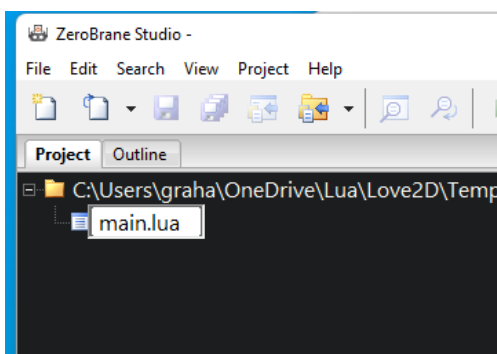 ZeroBrane Studio -
File Edit Search View Project Help
Project Outline
C:\Users\graha\OneDrive\Lua\Love2D\Temp
main.lua